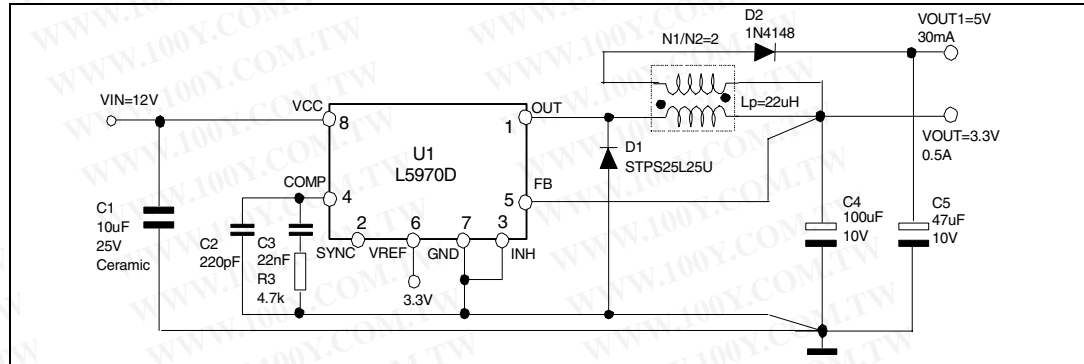 D2
1N4148
VOUT1=5V
30mA
N1/N2=2
VIN=12V
VCC
8
OUT
1
Lp=22uH
VOUT=3.3V
0.5A
U1
L5970D
D1
STPS25L25U
COMP
4
FB
5
C1
10uF
25V
Ceramic
C2
220pF
C3
22nF
R3
4.7k
2
SYNC
6
VREF
7
GND
3
INH
3.3V
C4
100uF
10V
C5
47uF
10V
WWW.100Y.COM.TW